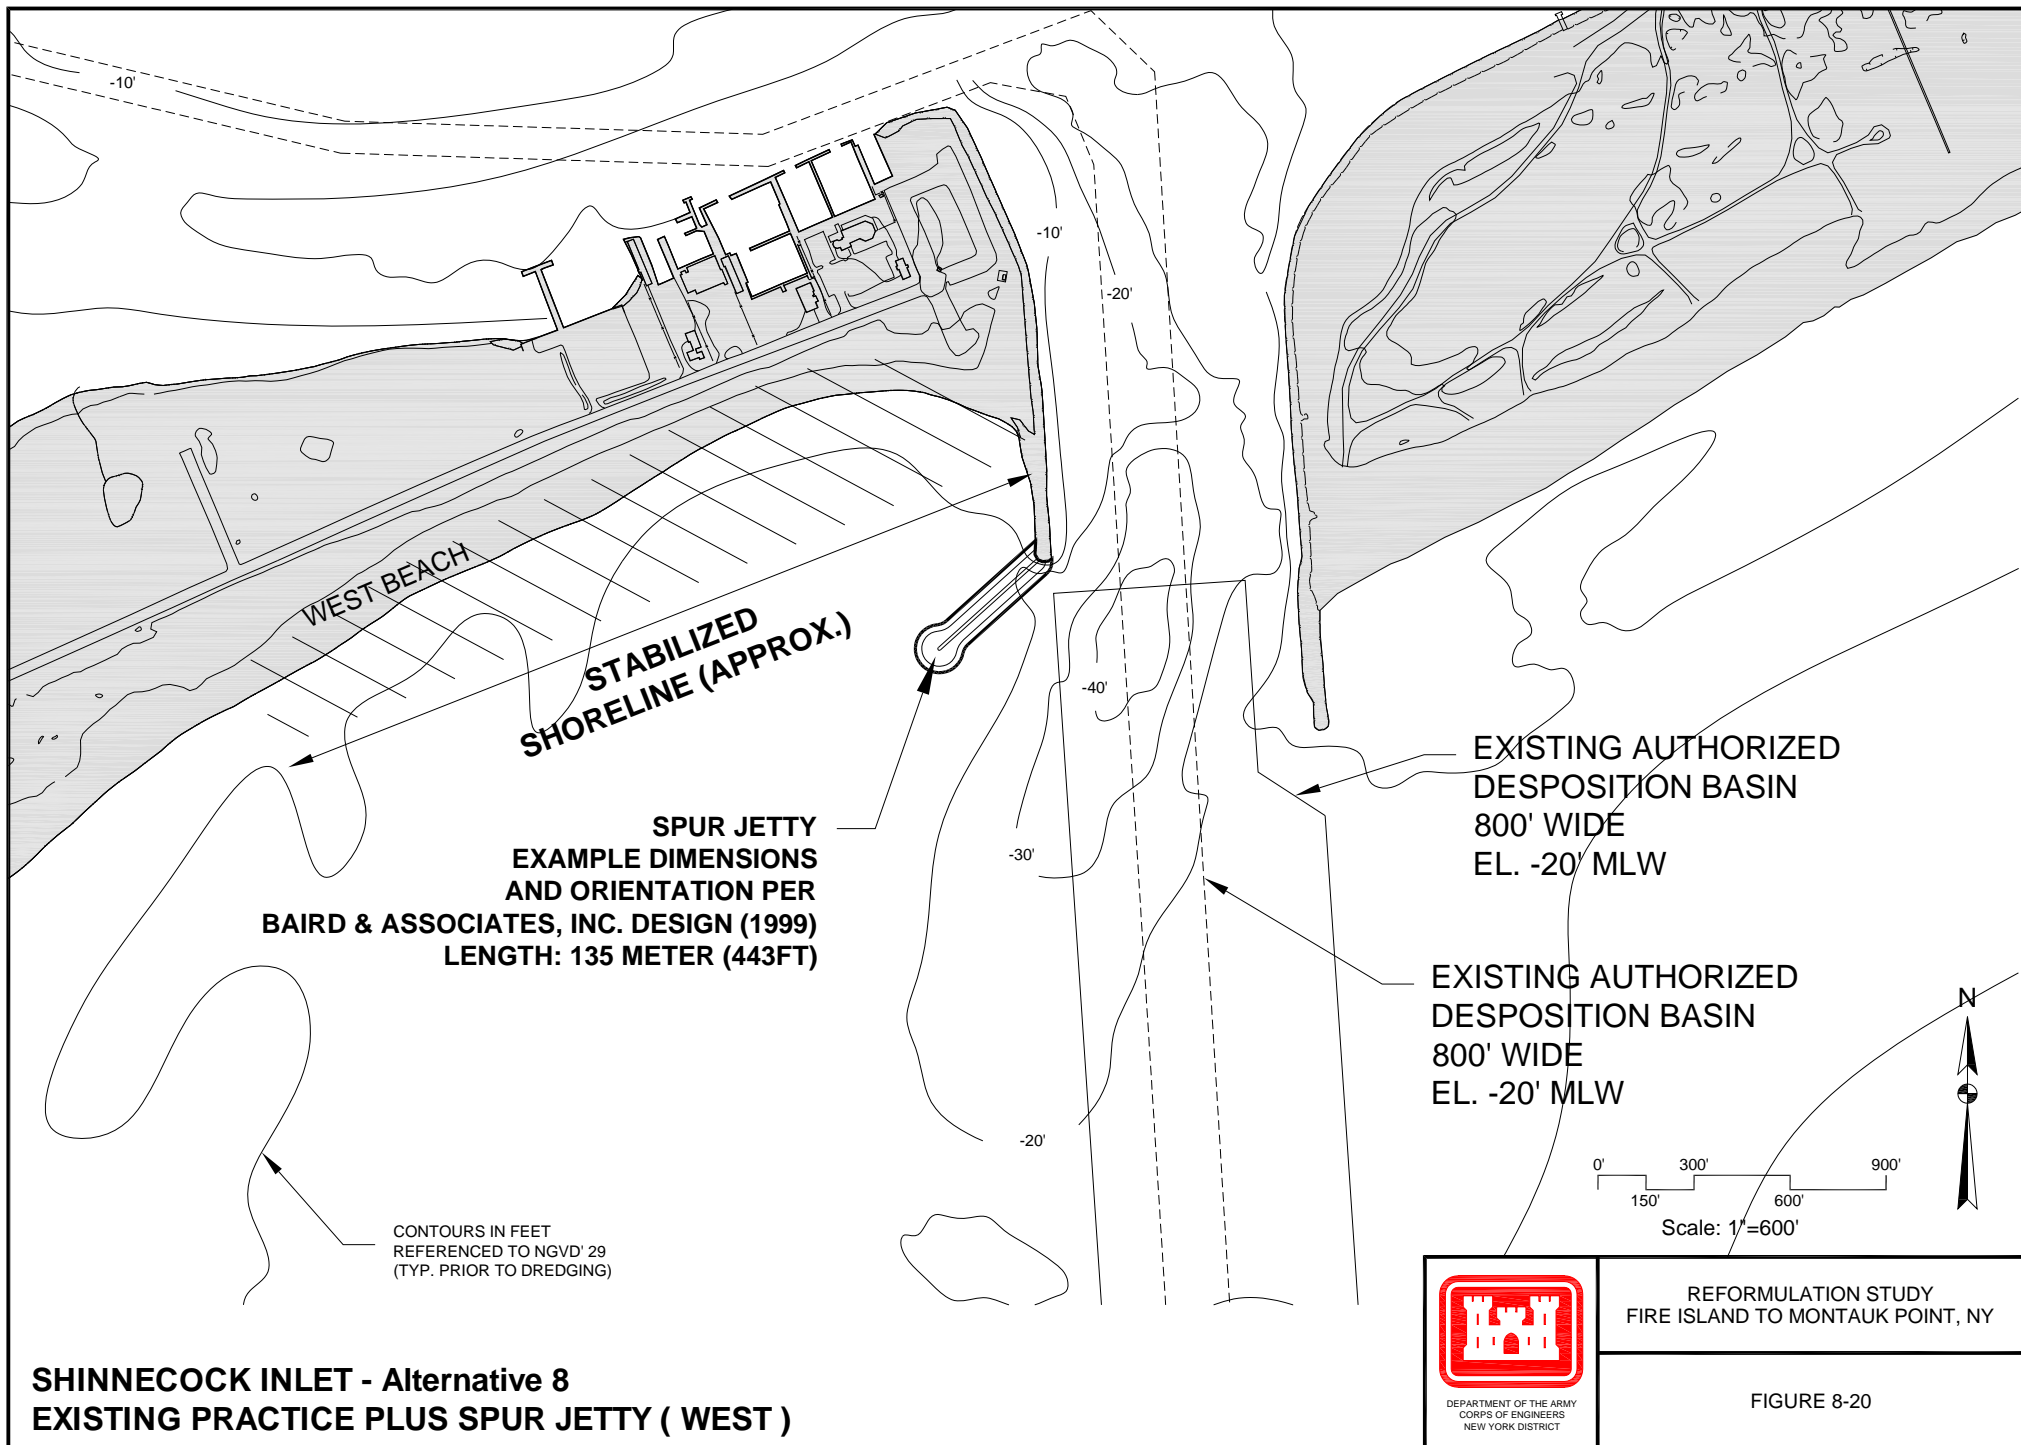 -10'
-10'
-20'
WEST BEACH
STABILIZED
SHORELINE (APPROX.)
-40'
-30'
-20'
SPUR JETTY
EXAMPLE DIMENSIONS
AND ORIENTATION PER
BAIRD & ASSOCIATES, INC. DESIGN (1999)
LENGTH: 135 METER (443FT)
EXISTING AUTHORIZED
DESPOSITION BASIN
800' WIDE
EL. -20' MLW
EXISTING AUTHORIZED
DESPOSITION BASIN
800' WIDE
EL. -20' MLW
N
0' 300' 900'
150' 600'
Scale: 1"=600'
CONTOURS IN FEET
REFERENCED TO NGVD' 29
(TYP. PRIOR TO DREDGING)
SHINNECOCK INLET - Alternative 8
EXISTING PRACTICE PLUS SPUR JETTY ( WEST )
DEPARTMENT OF THE ARMY
CORPS OF ENGINEERS
NEW YORK DISTRICT
REFORMULATION STUDY
FIRE ISLAND TO MONTAUK POINT, NY
FIGURE 8-20